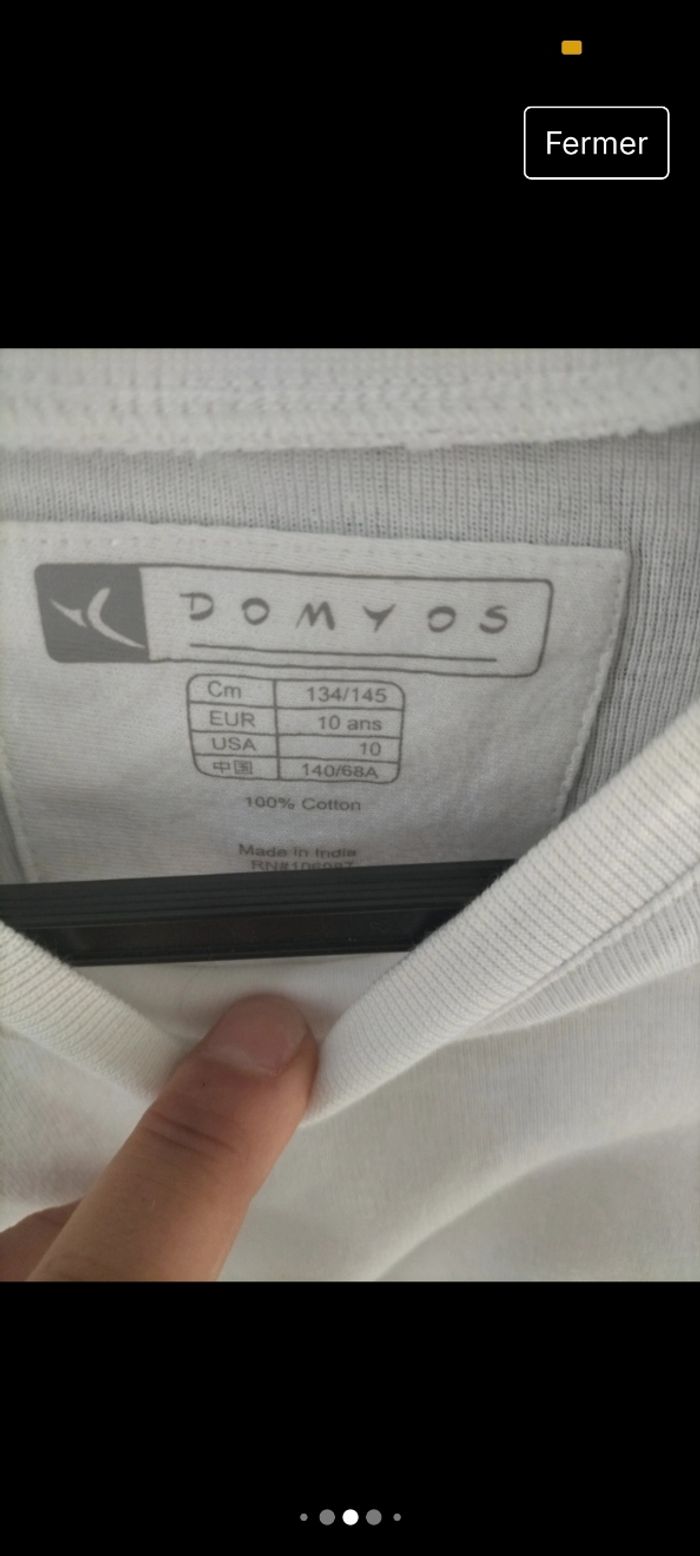 Fermer
DOMYOS
Cm 134/145
EUR 10 ans
USA 10
中国 140/68A
100% Cotton
Made in India